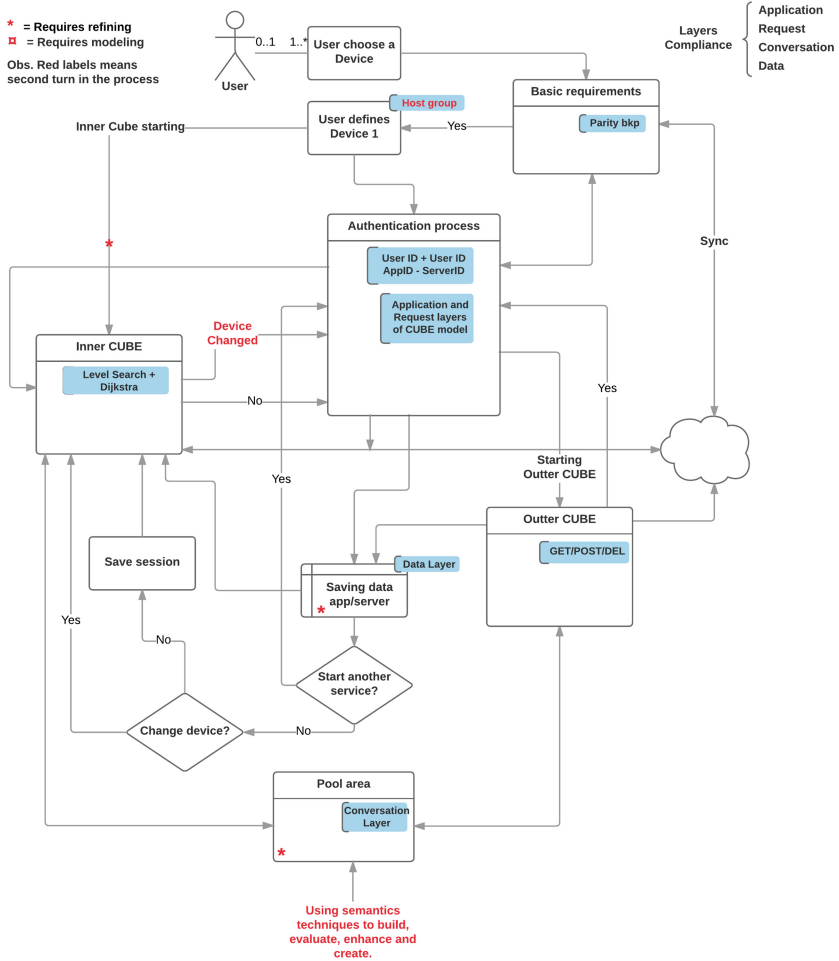 * = Requires refining
¤ = Requires modeling
Obs. Red labels means
second turn in the process
User
0..1
1..*
User choose a
Device
Layers
Compliance
Application
Request
Conversation
Data
Basic requirements
Parity bkp
Host group
User defines
Device 1
Yes
Inner Cube starting
*
Sync
Authentication process
User ID + User ID
AppID - ServerID
Application and
Request layers
of CUBE model
Device
Changed
Inner CUBE
Level Search +
Dijkstra
No
Yes
Yes
Starting
Outter CUBE
Outter CUBE
GET/POST/DEL
Save session
Data Layer
Saving data
app/server
*
Yes
No
Start another
service?
Change device?
No
Pool area
Conversation
Layer
*
Using semantics
techniques to build,
evaluate, enhance and
create.